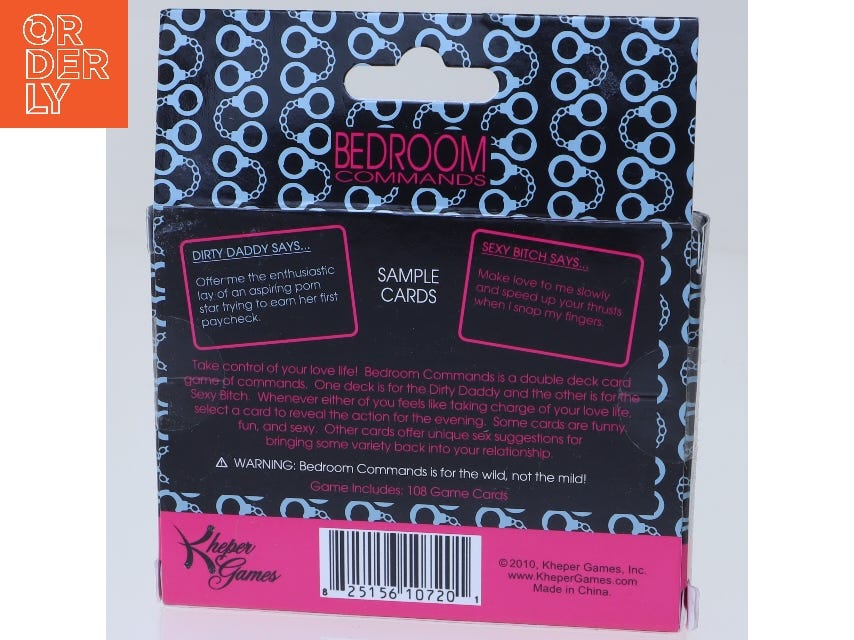 OR
DER
LY
BEDROOM
COMMANDS
DIRTY DADDY SAYS...
Offer me the enthusiastic
lay of an aspiring porn
star trying to earn her first
paycheck.
SAMPLE
CARDS
SEXY BITCH SAYS...
Make love to me slowly
and speed up your thrusts
when I snap my fingers.
Take control of your love life! Bedroom Commands is a double deck card
game of commands. One deck is for the Dirty Daddy and the other is for the
Sexy Bitch. Whenever either of you feels like taking charge of your love life,
select a card to reveal the action for the evening. Some cards are funny,
fun, and sexy. Other cards offer unique sex suggestions for
bringing some variety back into your relationship.
⚠ WARNING: Bedroom Commands is for the wild, not the mild!
Game Includes: 108 Game Cards
Kheper
Games
8 25156 10720 1
©2010, Kheper Games, Inc.
www.KheperGames.com
Made in China.